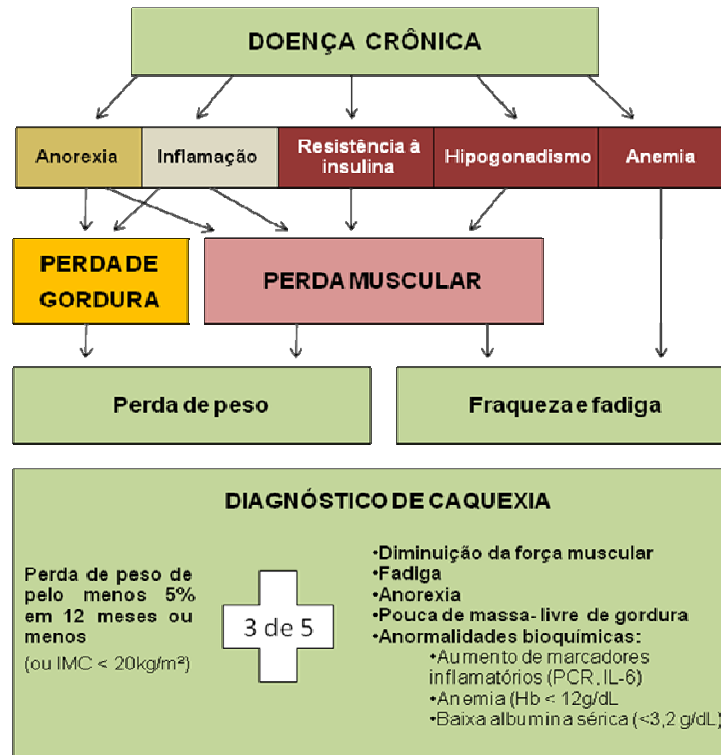 DOENÇA CRÔNICA
Anorexia
Inflamação
Resistência à
insulina
Hipogonadismo
Anemia
PERDA DE
GORDURA
PERDA MUSCULAR
Perda de peso
Fraqueza e fadiga
DIAGNÓSTICO DE CAQUEXIA
Perda de peso de
pelo menos 5%
em 12 meses ou
menos
(ou IMC < 20kg/m²)
3 de 5
•Diminuição da força muscular
•Fadiga
•Anorexia
•Pouca de massa- livre de gordura
•Anormalidades bioquímicas:
•Aumento de marcadores
inflamatórios (PCR, IL-6)
•Anemia (Hb < 12g/dL
•Baixa albumina sérica (<3,2 g/dL)